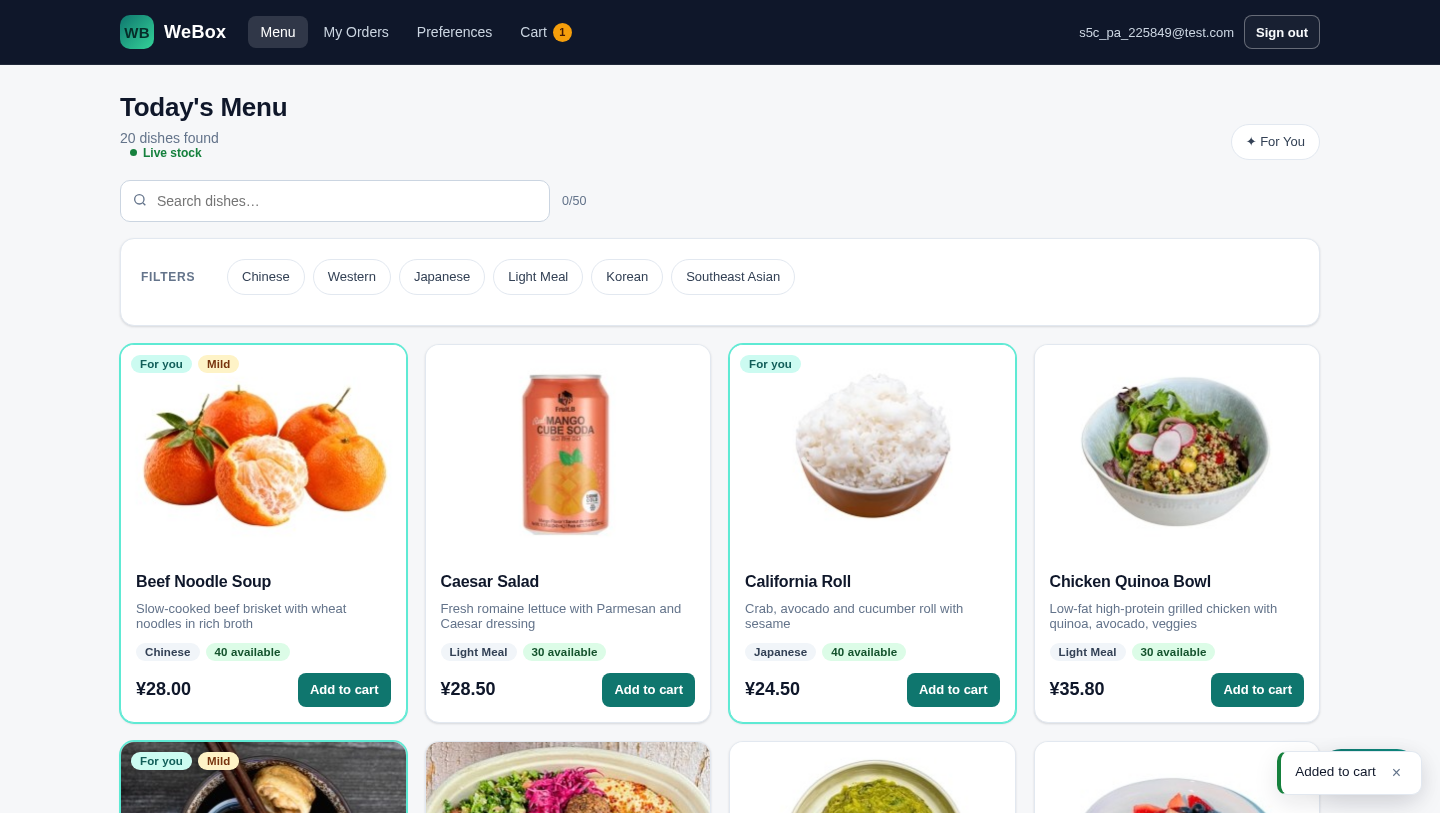 WB WeBox Menu My Orders Preferences Cart 1 s5c_pa_225849@test.com Sign out
Today's Menu
20 dishes found
Live stock
✦ For You
Search dishes… 0/50
FILTERS Chinese Western Japanese Light Meal Korean Southeast Asian
For you Mild
For you
FruitLB
MANGO
CUBE SODA
Beef Noodle Soup
Slow-cooked beef brisket with wheat
noodles in rich broth
Chinese 40 available
¥28.00 Add to cart
Caesar Salad
Fresh romaine lettuce with Parmesan and
Caesar dressing
Light Meal 30 available
¥28.50 Add to cart
California Roll
Crab, avocado and cucumber roll with
sesame
Japanese 40 available
¥24.50 Add to cart
Chicken Quinoa Bowl
Low-fat high-protein grilled chicken with
quinoa, avocado, veggies
Light Meal 30 available
¥35.80 Add to cart
For you Mild
Added to cart ×